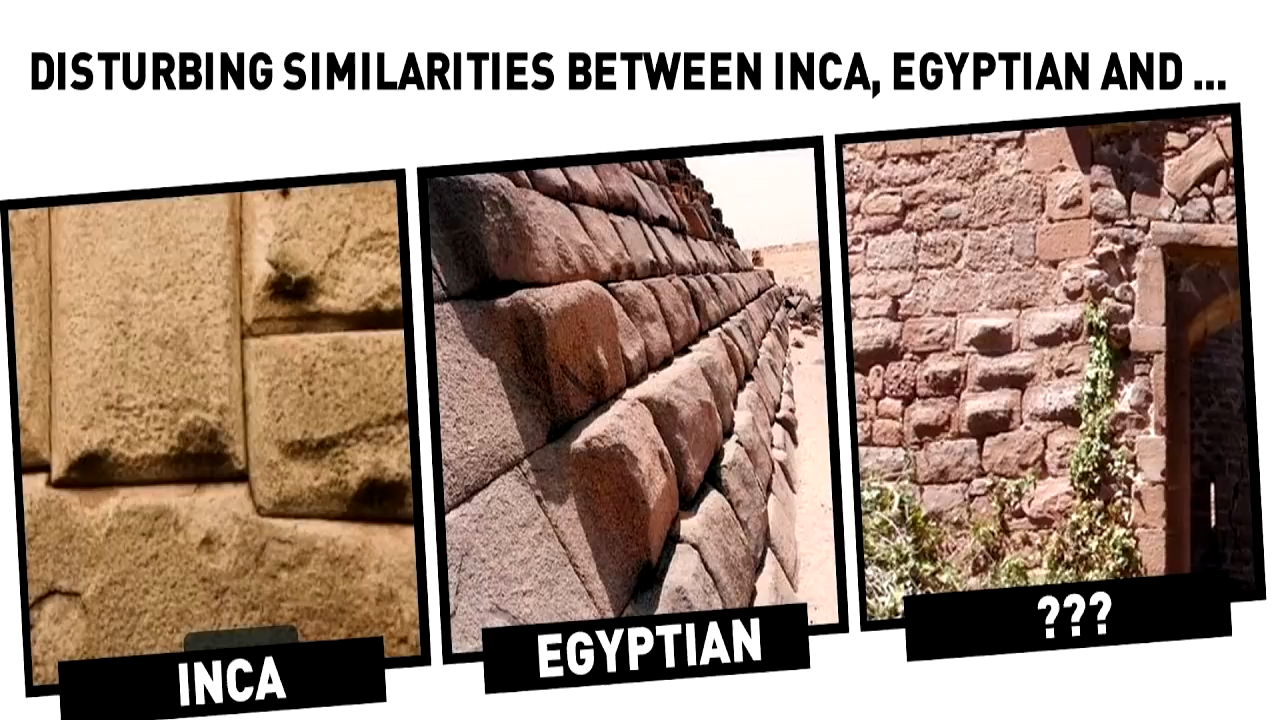 DISTURBING SIMILARITIES BETWEEN INCA, EGYPTIAN AND ...
INCA
EGYPTIAN
???